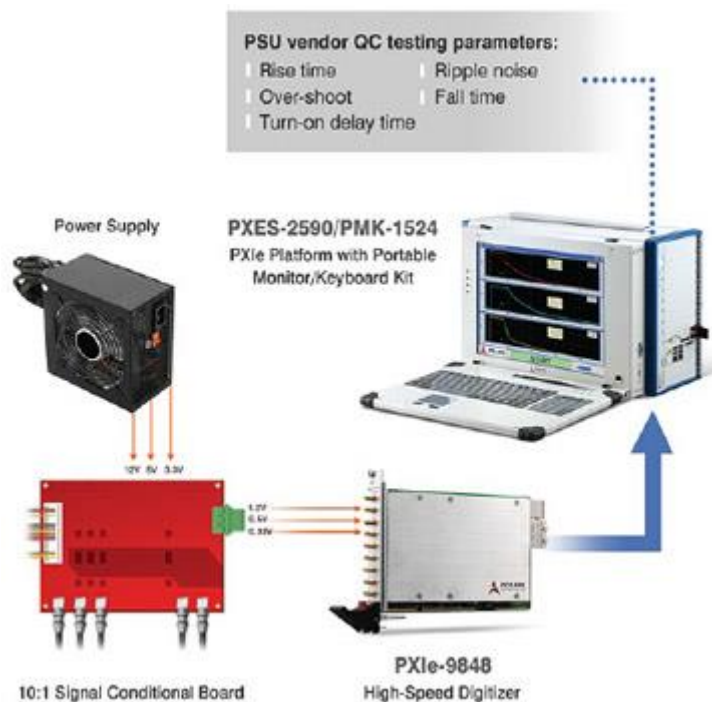 PSU vendor QC testing parameters:
Rise time
Ripple noise
Over-shoot
Fall time
Turn-on delay time
Power Supply
PXES-2590/PMK-1524
PXIe Platform with Portable
Monitor/Keyboard Kit
12V 5V 3.3V
1.2V
0.5V
0.33V
PXIe-9848
10:1 Signal Conditional Board
High-Speed Digitizer